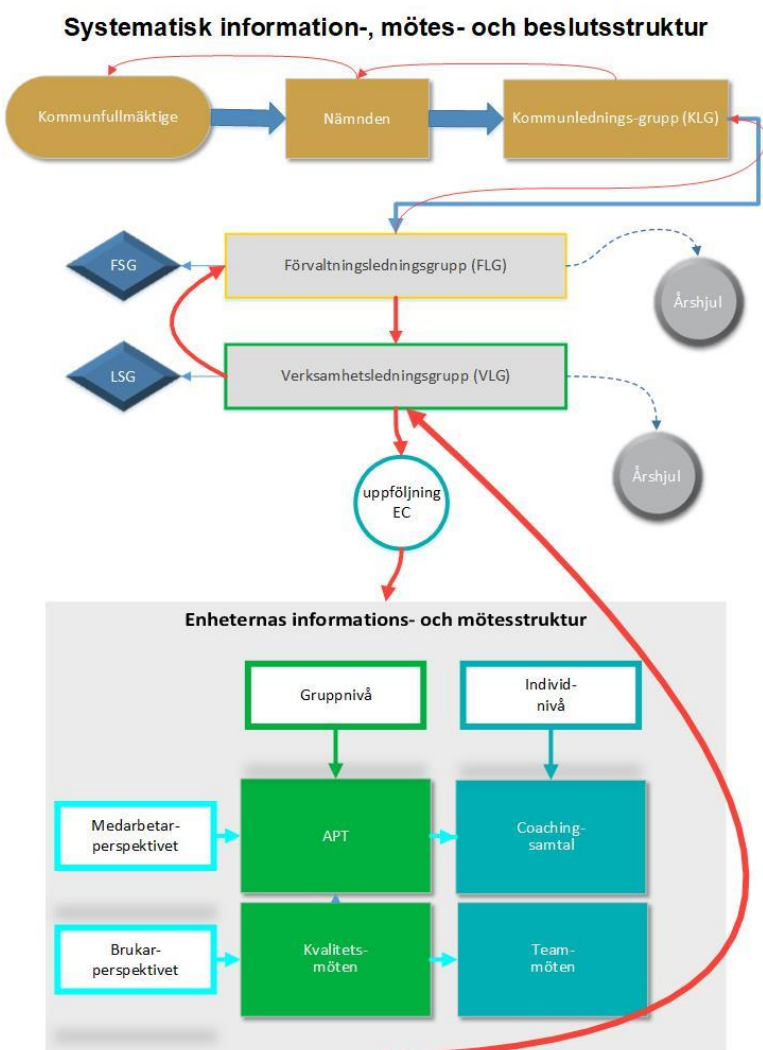 Systematisk information-, mötes- och beslutsstruktur
Kommunfullmäktige
Nämnden
Kommunlednings-grupp (KLG)
FSG
Förvaltningsledningsgrupp (FLG)
Årshjul
LSG
Verksamhetsledningsgrupp (VLG)
Årshjul
uppföljning
EC
Enheternas informations- och mötesstruktur
Gruppnivå
Individ-
nivå
Medarbetar-
perspektivet
APT
Coaching-
samtal
Brukar-
perspektivet
Kvalitets-
möten
Team-
möten